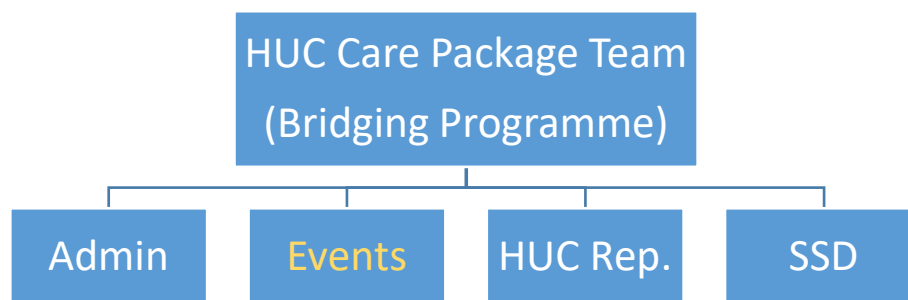 HUC Care Package Team
(Bridging Programme)
Admin
Events
HUC Rep.
SSD